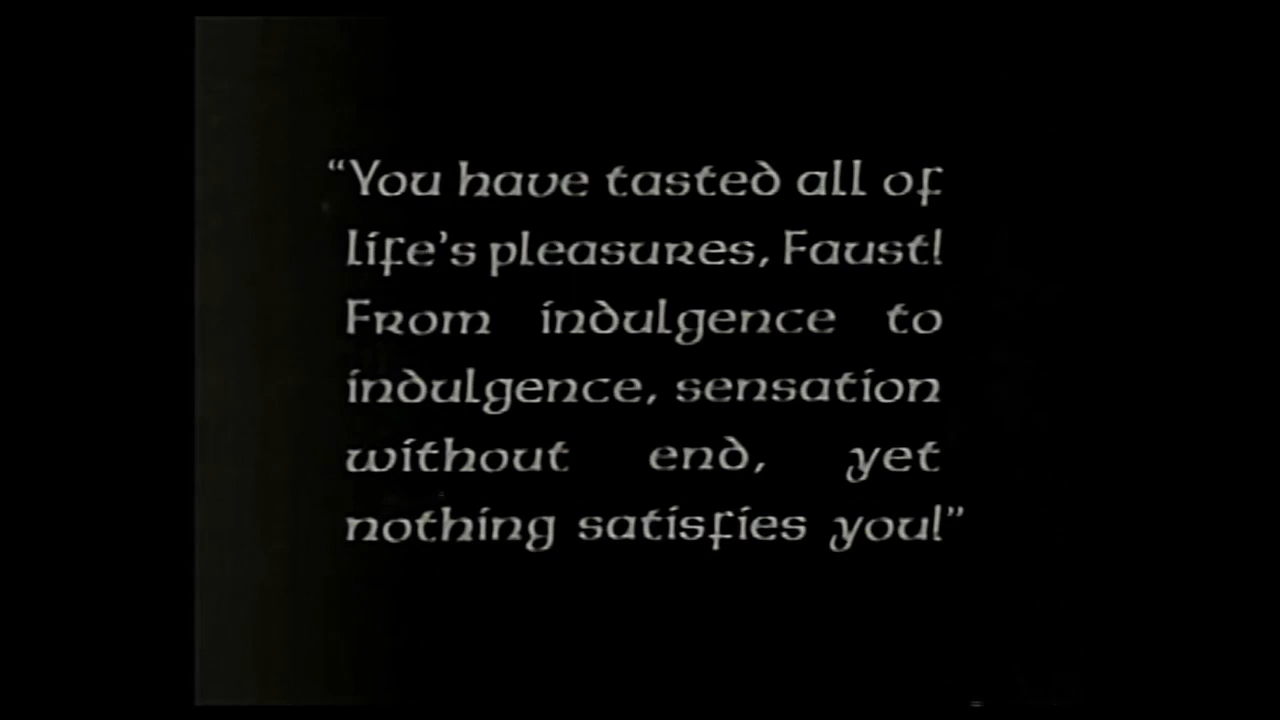 “You have tasted all of
life’s pleasures, Faust!
From indulgence to
indulgence, sensation
without end, yet
nothing satisfies you!”